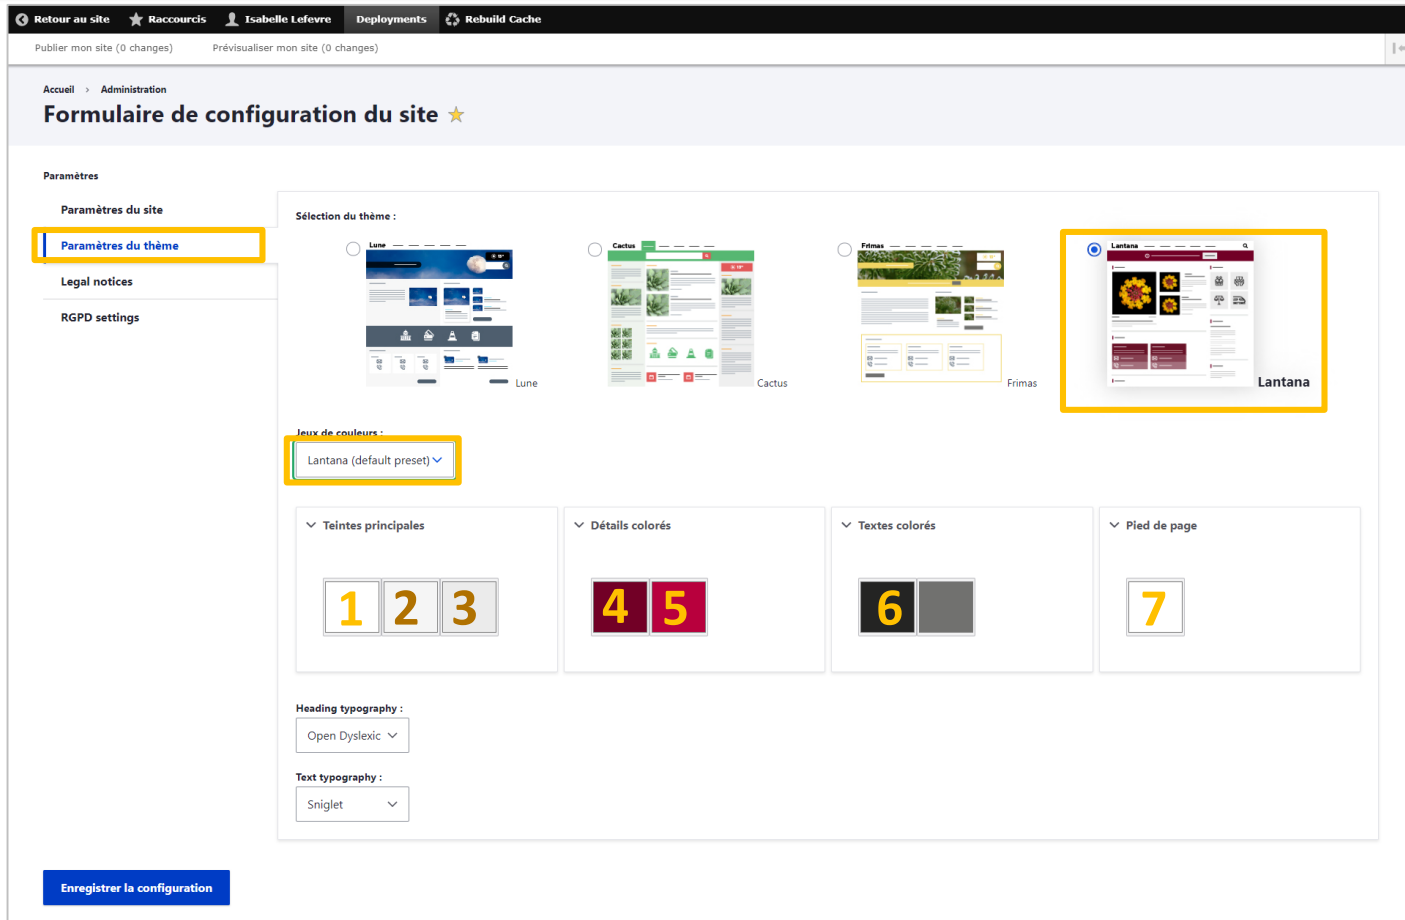 Retour au site Raccourcis Isabelle Lefevre Deployments Rebuild Cache
Publier mon site (0 changes) Prévisualiser mon site (0 changes)
Accueil › Administration
Formulaire de configuration du site
Paramètres
Paramètres du site
Paramètres du thème
Legal notices
RGPD settings
Sélection du thème :
Lune
Lune
Cactus
Cactus
Frimas
Frimas
Lantana
Lantana
Jeux de couleurs :
Lantana (default preset)
Teintes principales
1 2 3
Détails colorés
4 5
Textes colorés
6
Pied de page
7
Heading typography :
Open Dyslexic
Text typography :
Sniglet
Enregistrer la configuration